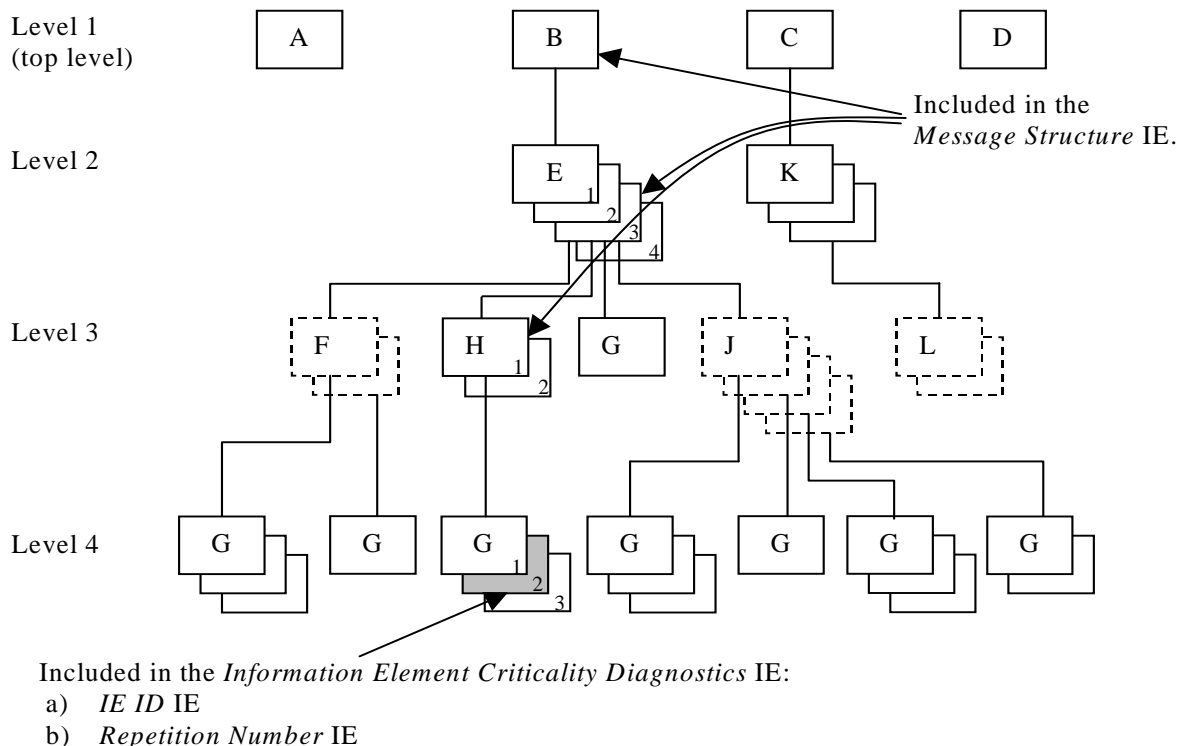 Level 1
(top level)
A
B
C
D
Included in the
Message Structure IE.
Level 2
E
1
2
3
4
K
Level 3
F
H
1
2
G
J
L
Level 4
G
G
G
1
2
3
G
G
G
G
Included in the Information Element Criticality Diagnostics IE:
a) IE ID IE
b) Repetition Number IE